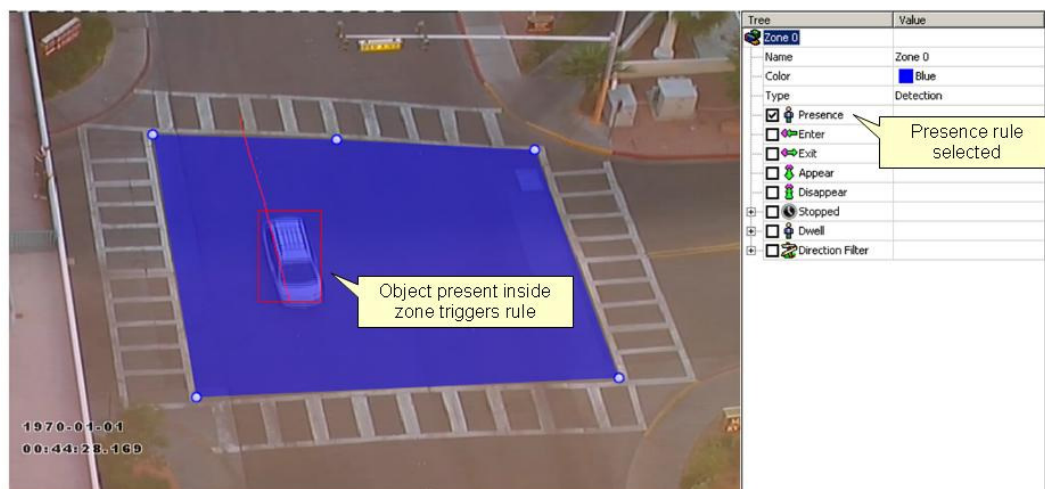 Tree Value
Zone 0
Name Zone 0
Color Blue
Type Detection
Presence
Enter
Exit
Appear
Disappear
Stopped
Dwell
Direction Filter
Presence rule
selected
Object present inside
zone triggers rule
1970-01-01
00:44:28.169